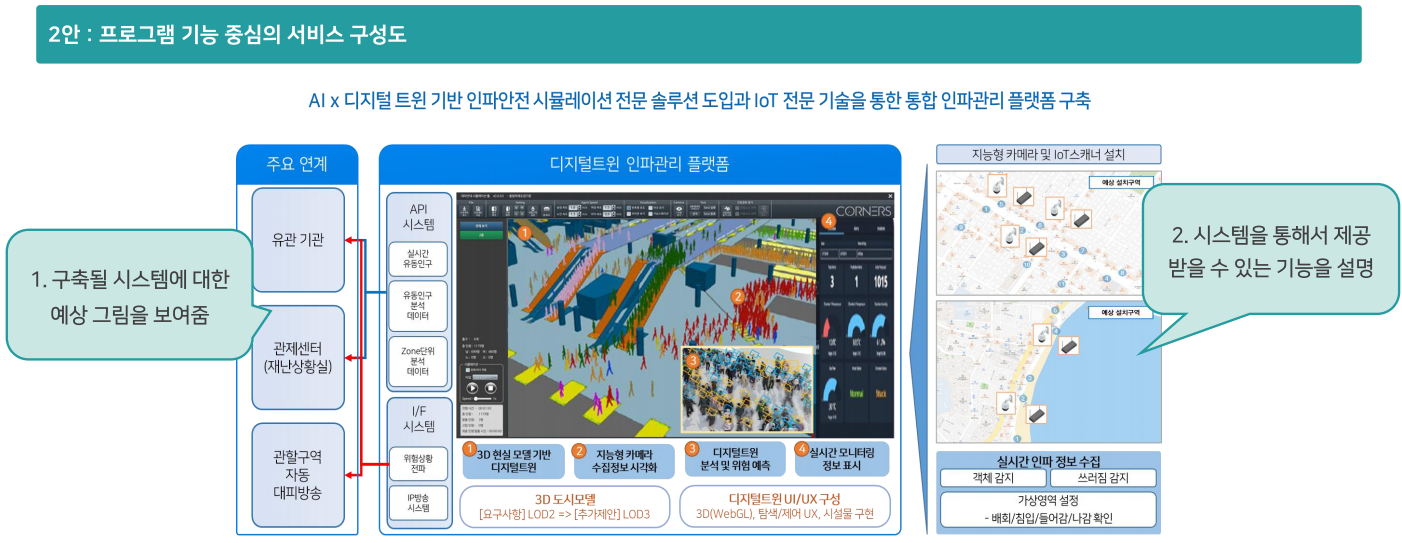 2안 : 프로그램 기능 중심의 서비스 구성도
AI x 디지털 트윈 기반 인파안전 시뮬레이션 전문 솔루션 도입과 IoT 전문 기술을 통한 통합 인파관리 플랫폼 구축
주요 연계
유관 기관
관제센터
(재난상황실)
관할구역
자동
대피방송
1. 구축될 시스템에 대한
예상 그림을 보여줌
디지털트윈 인파관리 플랫폼
API
시스템
실시간
유동인구
유동인구
분석
데이터
Zone단위
분석
데이터
I/F
시스템
위험상황
전파
IP방송
시스템
CORNERS
1
2
3
4
3
1
1015
Normal
Stuck
1
3D 현실 모델 기반
디지털트윈
2
지능형 카메라
수집정보 시각화
3
디지털트윈
분석 및 위험 예측
4
실시간 모니터링
정보 표시
3D 도시모델
[요구사항] LOD2 => [추가제안] LOD3
디지털트윈 UI/UX 구성
3D(WebGL), 탐색/제어 UX, 시설물 구현
지능형 카메라 및 IoT스캐너 설치
예상 설치구역
예상 설치구역
2. 시스템을 통해서 제공
받을 수 있는 기능을 설명
실시간 인파 정보 수집
객체 감지
쓰러짐 감지
가상영역 설정
- 배회/침입/들어감/나감 확인